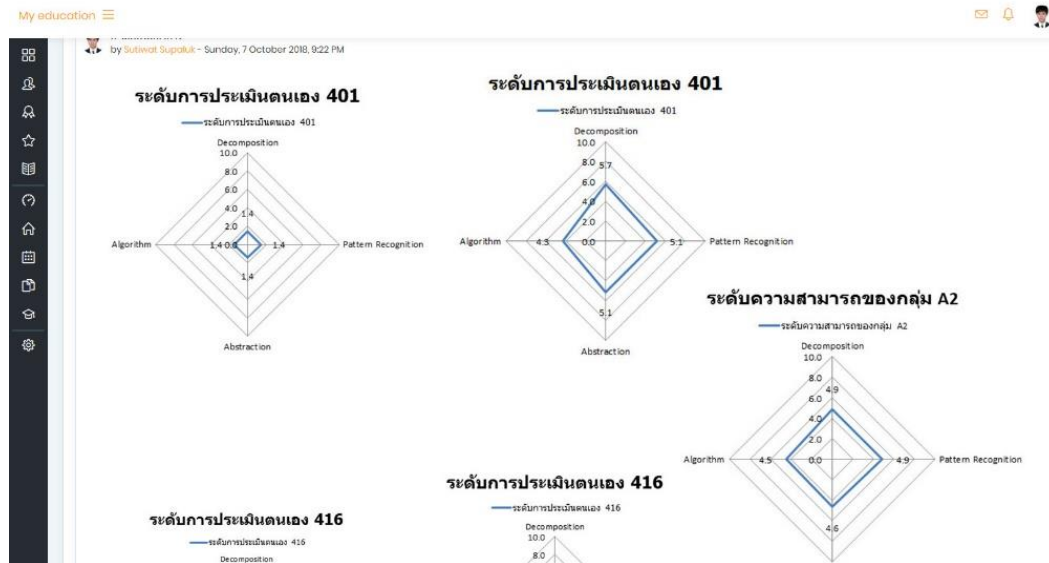 My education
by Sutiwat Supaluk - Sunday, 7 October 2018, 9:22 PM
ระดับการประเมินตนเอง 401
ระดับการประเมินตนเอง 401
Decomposition
10.0
8.0
6.0
4.0
1.4
2.0
Algorithm
1.4
0.0
1.4
Pattern Recognition
1.4
Abstraction
ระดับการประเมินตนเอง 401
ระดับการประเมินตนเอง 401
Decomposition
10.0
8.0
5.7
6.0
4.0
2.0
Algorithm
4.3
0.0
5.1
Pattern Recognition
5.1
Abstraction
ระดับความสามารถของกลุ่ม A2
ระดับความสามารถของกลุ่ม A2
Decomposition
10.0
8.0
4.9
6.0
4.0
2.0
Algorithm
4.5
0.0
4.9
Pattern Recognition
4.6
ระดับการประเมินตนเอง 416
ระดับการประเมินตนเอง 416
Decomposition
10.0
8.0
ระดับการประเมินตนเอง 416
ระดับการประเมินตนเอง 416
Decomposition